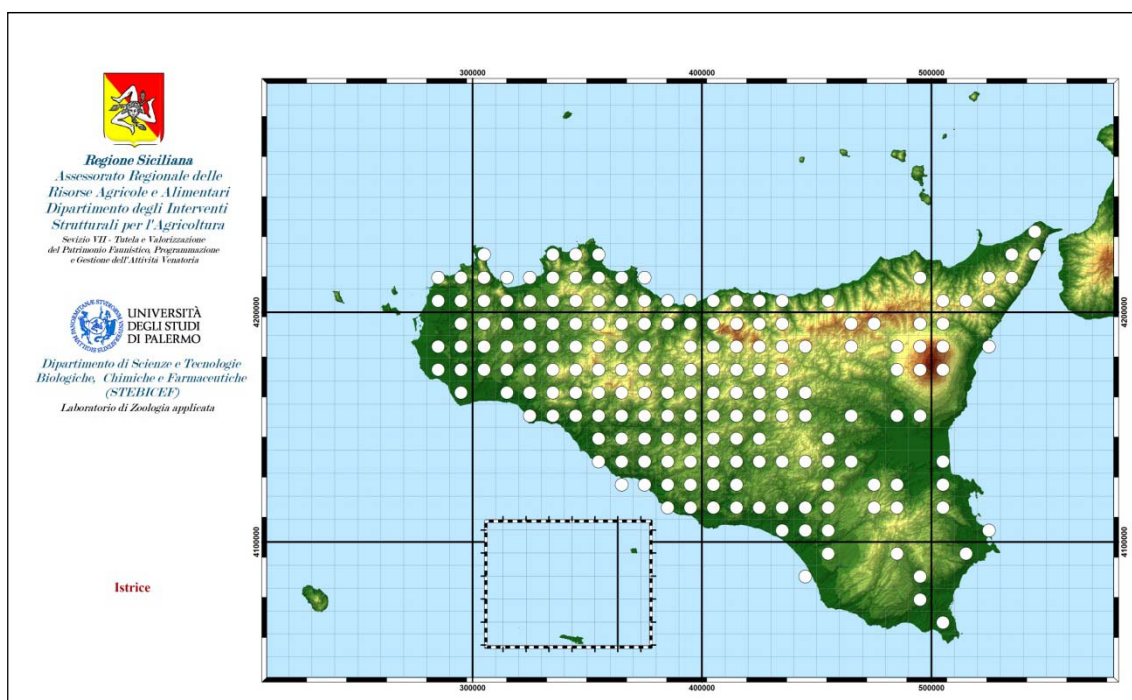 Regione Siciliana
Assessorato Regionale delle
Risorse Agricole e Alimentari
Dipartimento degli Interventi
Strutturali per l'Agricoltura
Sevizio VII - Tutela e Valorizzazione
del Patrimonio Faunistico, Programmazione
e Gestione dell'Attività Venatoria
UNIVERSITÀ
DEGLI STUDI
DI PALERMO
Dipartimento di Scienze e Tecnologie
Biologiche, Chimiche e Farmaceutiche
(STEBICEF)
Laboratorio di Zoologia applicata
Istrice
300000 400000 500000
4200000 4200000
4100000 4100000
300000 400000 500000